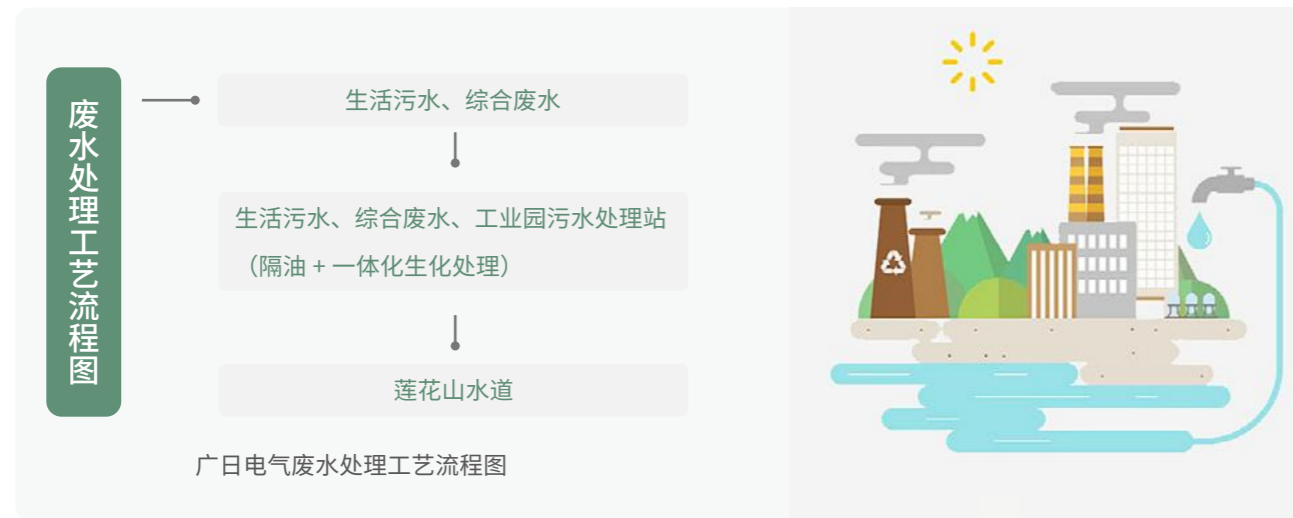 废水处理工艺流程图
生活污水、综合废水
生活污水、综合废水、工业园污水处理站
（隔油 + 一体化生化处理）
莲花山水道
广日电气废水处理工艺流程图